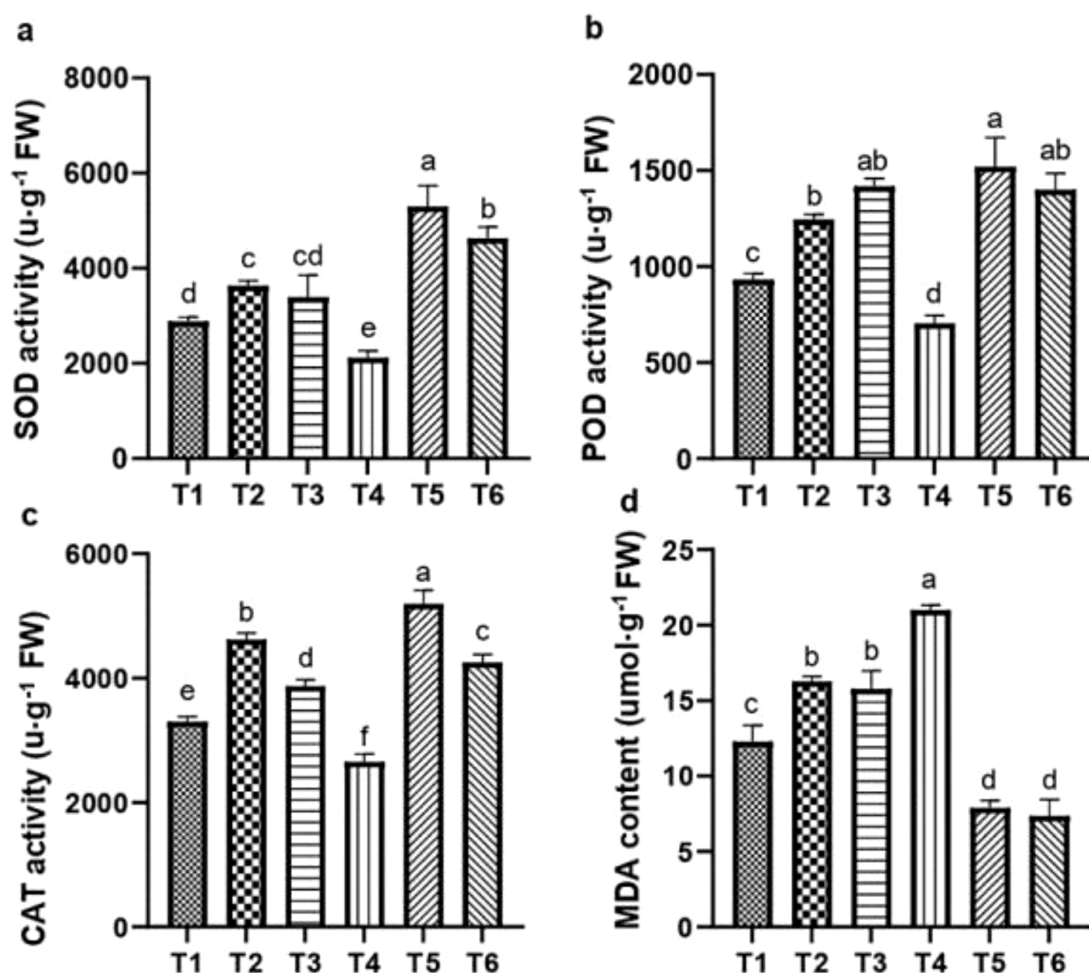 a
SOD activity (u·g⁻¹ FW)
8000
6000
4000
2000
0
d
c
cd
e
a
b
T1 T2 T3 T4 T5 T6
b
POD activity (u·g⁻¹ FW)
2000
1500
1000
500
0
c
b
ab
d
a
ab
T1 T2 T3 T4 T5 T6
c
CAT activity (u·g⁻¹ FW)
6000
4000
2000
0
e
b
d
f
a
c
T1 T2 T3 T4 T5 T6
d
MDA content (umol·g⁻¹FW)
25
20
15
10
5
0
c
b
b
a
d
d
T1 T2 T3 T4 T5 T6